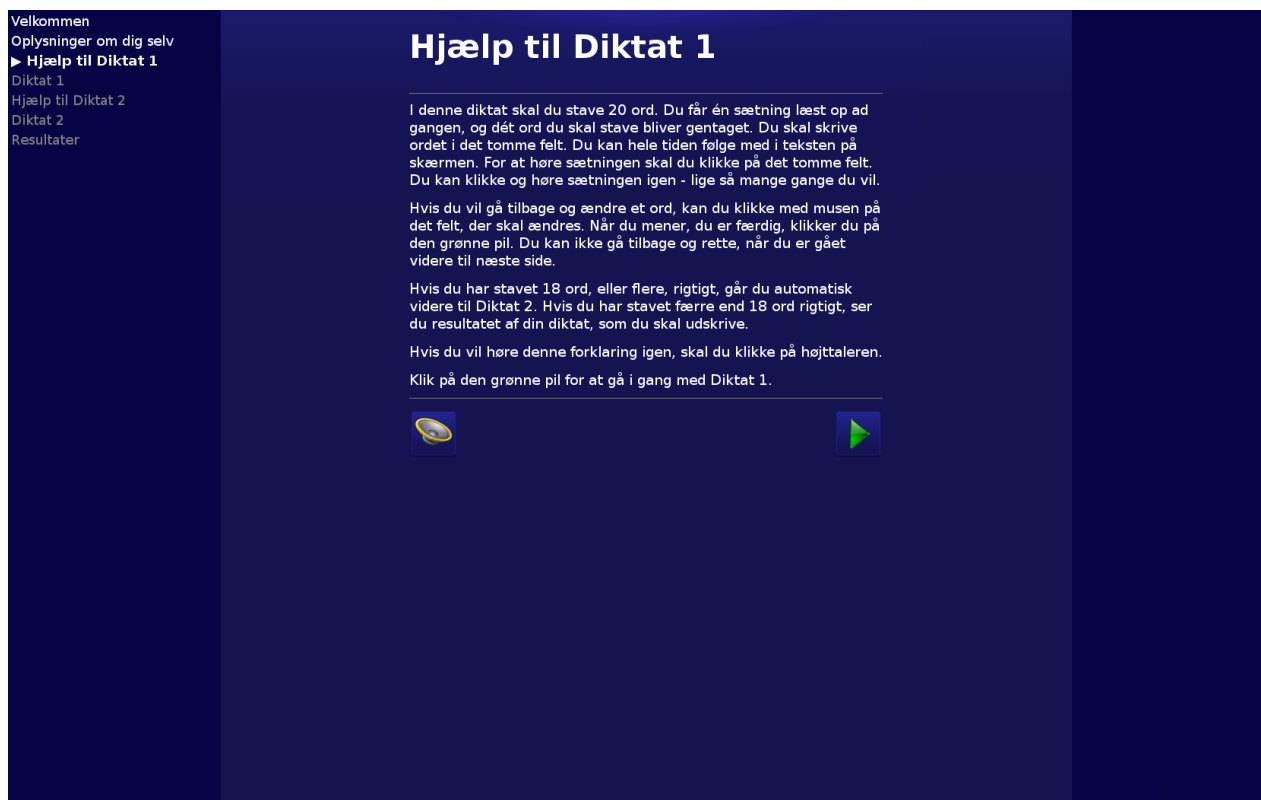 Velkommen
Oplysninger om dig selv
▶ Hjælp til Diktat 1
Diktat 1
Hjælp til Diktat 2
Diktat 2
Resultater
Hjælp til Diktat 1
I denne diktat skal du stave 20 ord. Du får én sætning læst op ad
gangen, og dét ord du skal stave bliver gentaget. Du skal skrive
ordet i det tomme felt. Du kan hele tiden følge med i teksten på
skærmen. For at høre sætningen skal du klikke på det tomme felt.
Du kan klikke og høre sætningen igen - lige så mange gange du vil.
Hvis du vil gå tilbage og ændre et ord, kan du klikke med musen på
det felt, der skal ændres. Når du mener, du er færdig, klikker du på
den grønne pil. Du kan ikke gå tilbage og rette, når du er gået
videre til næste side.
Hvis du har stavet 18 ord, eller flere, rigtigt, går du automatisk
videre til Diktat 2. Hvis du har stavet færre end 18 ord rigtigt, ser
du resultatet af din diktat, som du skal udskrive.
Hvis du vil høre denne forklaring igen, skal du klikke på højttaleren.
Klik på den grønne pil for at gå i gang med Diktat 1.